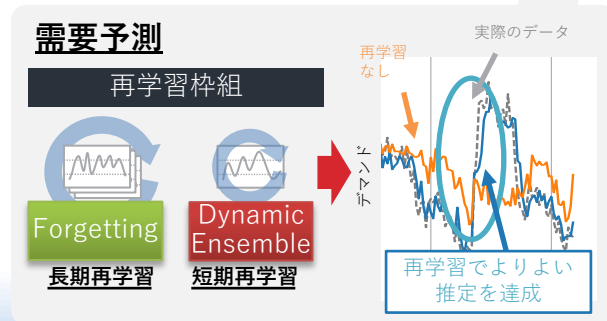 需要予測
再学習枠組
Forgetting
長期再学習
Dynamic
Ensemble
短期再学習
実際のデータ
再学習
なし
デマンド
再学習でよりよい
推定を達成